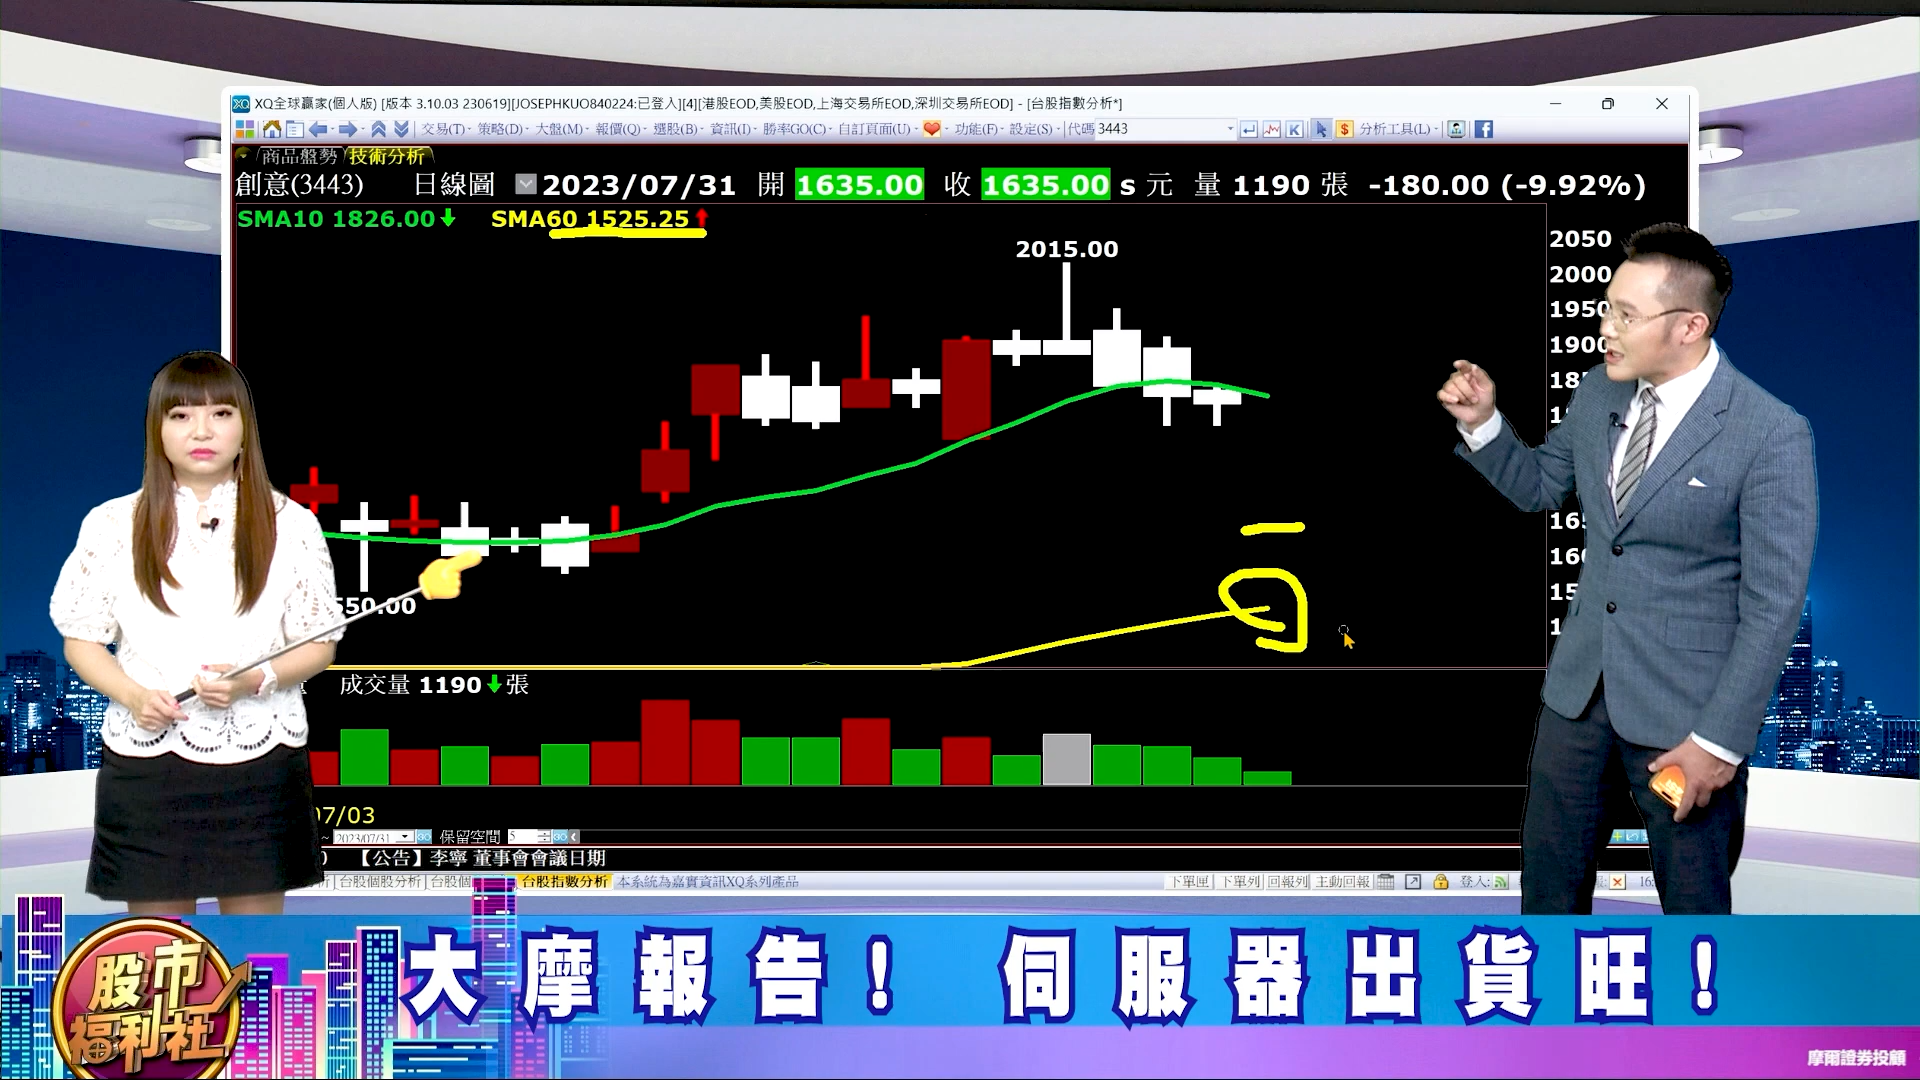 XQ全球贏家(個人版) [版本 3.10.03 230619][JOSEPHKUO840224:已登入][4][港股EOD,美股EOD,上海交易所EOD,深圳交易所EOD] - [台股指數分析*]
交易(T) 策略(D) 大盤(M) 報價(Q) 選股(B) 資訊(I) 勝率GO(C) 自訂頁面(U) 功能(F) 設定(S) 代碼 3443 分析工具(L)
商品盤勢 技術分析
創意(3443) 日線圖 2023/07/31 開 1635.00 收 1635.00 s 元 量 1190 張 -180.00 (-9.92%)
SMA10 1826.00 SMA60 1525.25
2015.00
2050
2000
1950
1900
550.00
成交量 1190 張
07/03
2023/07/31 保留空間 5
【公告】李寧 董事會會議日期
台股個股分析 台股指數分析 本系統為嘉實資訊XQ系列產品 下單匣 下單列 回報列 主動回報 登入:
大摩報告! 伺服器出貨旺!
股市
福利社
摩爾證券投顧